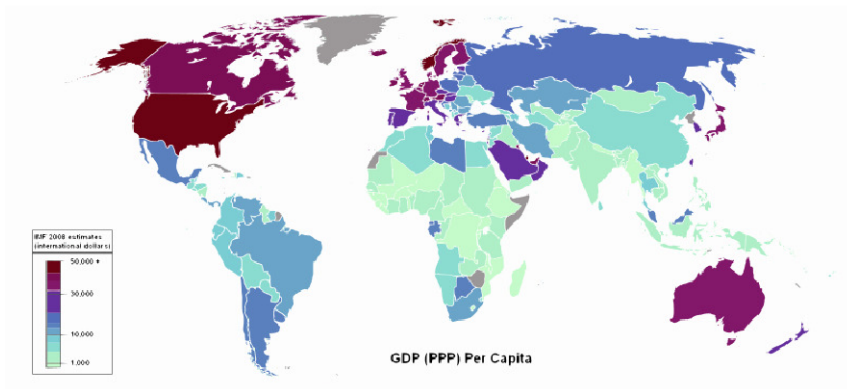 IMF 2008 estimates
(international dollars)
50,000 +
30,000
10,000
1,000
GDP (PPP) Per Capita